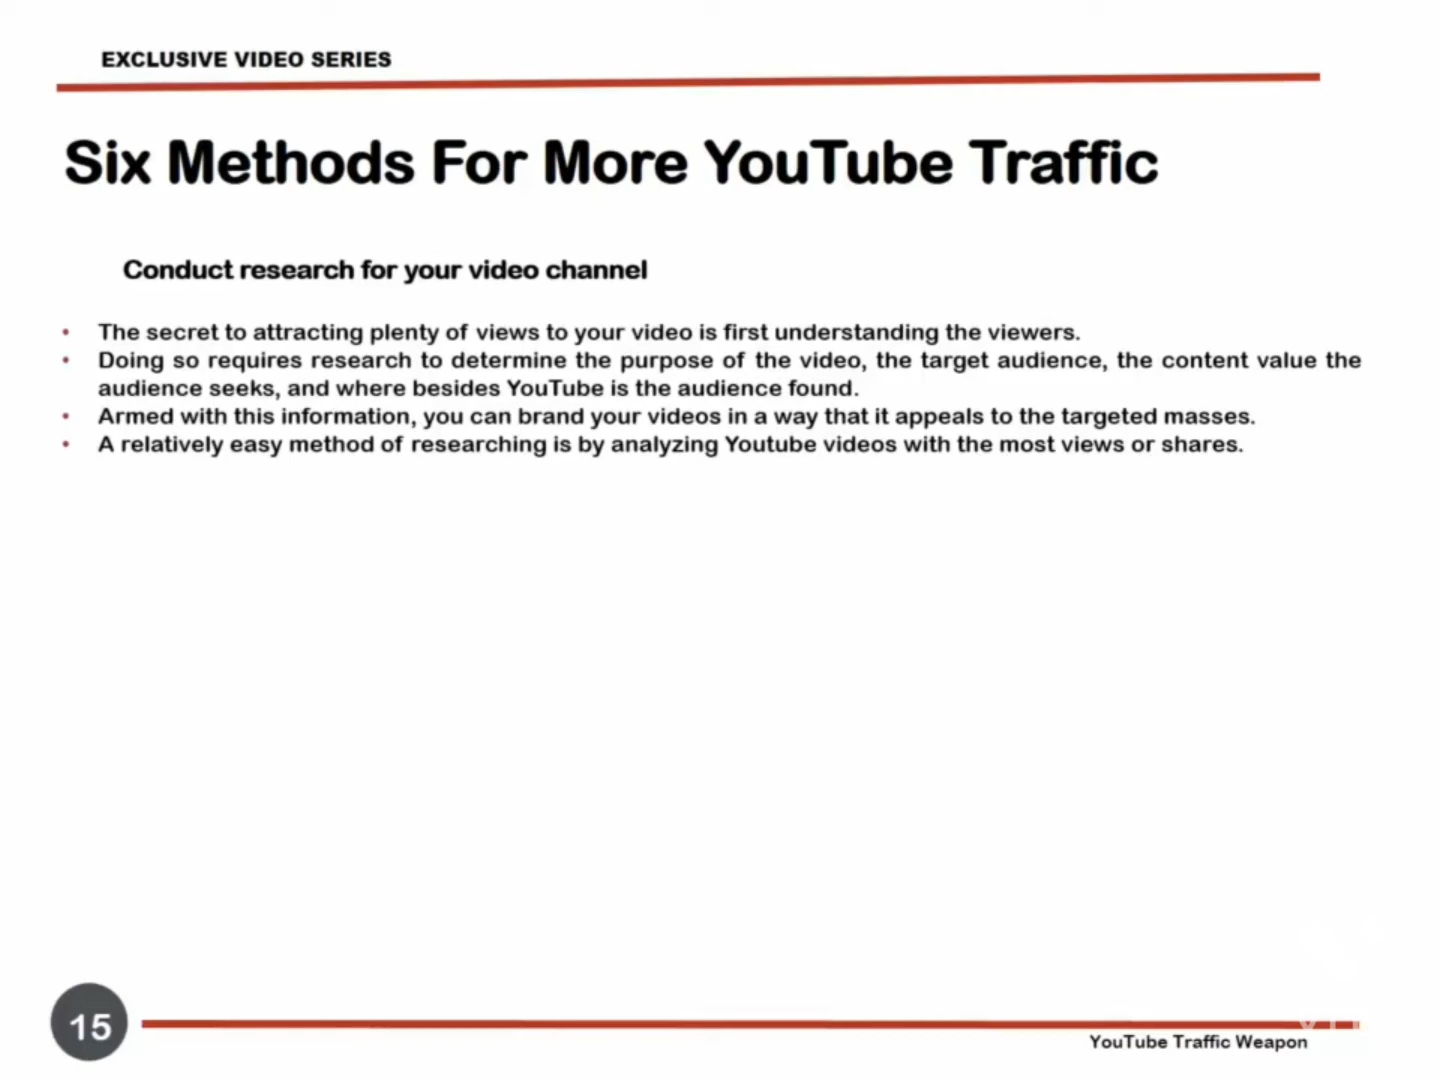 EXCLUSIVE VIDEO SERIES
Six Methods For More YouTube Traffic
Conduct research for your video channel
• The secret to attracting plenty of views to your video is first understanding the viewers.
• Doing so requires research to determine the purpose of the video, the target audience, the content value the
audience seeks, and where besides YouTube is the audience found.
• Armed with this information, you can brand your videos in a way that it appeals to the targeted masses.
• A relatively easy method of researching is by analyzing Youtube videos with the most views or shares.
15
YouTube Traffic Weapon